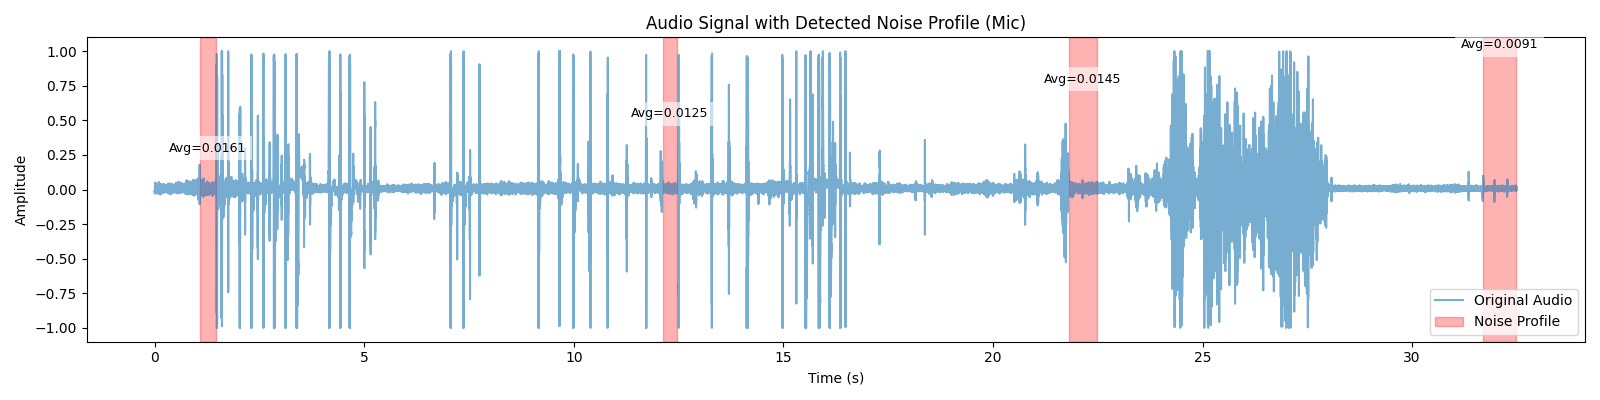 Audio Signal with Detected Noise Profile (Mic)
Amplitude
1.00
0.75
0.50
0.25
0.00
−0.25
−0.50
−0.75
−1.00
Avg=0.0161
Avg=0.0125
Avg=0.0145
Avg=0.0091
Original Audio
Noise Profile
0 5 10 15 20 25 30
Time (s)